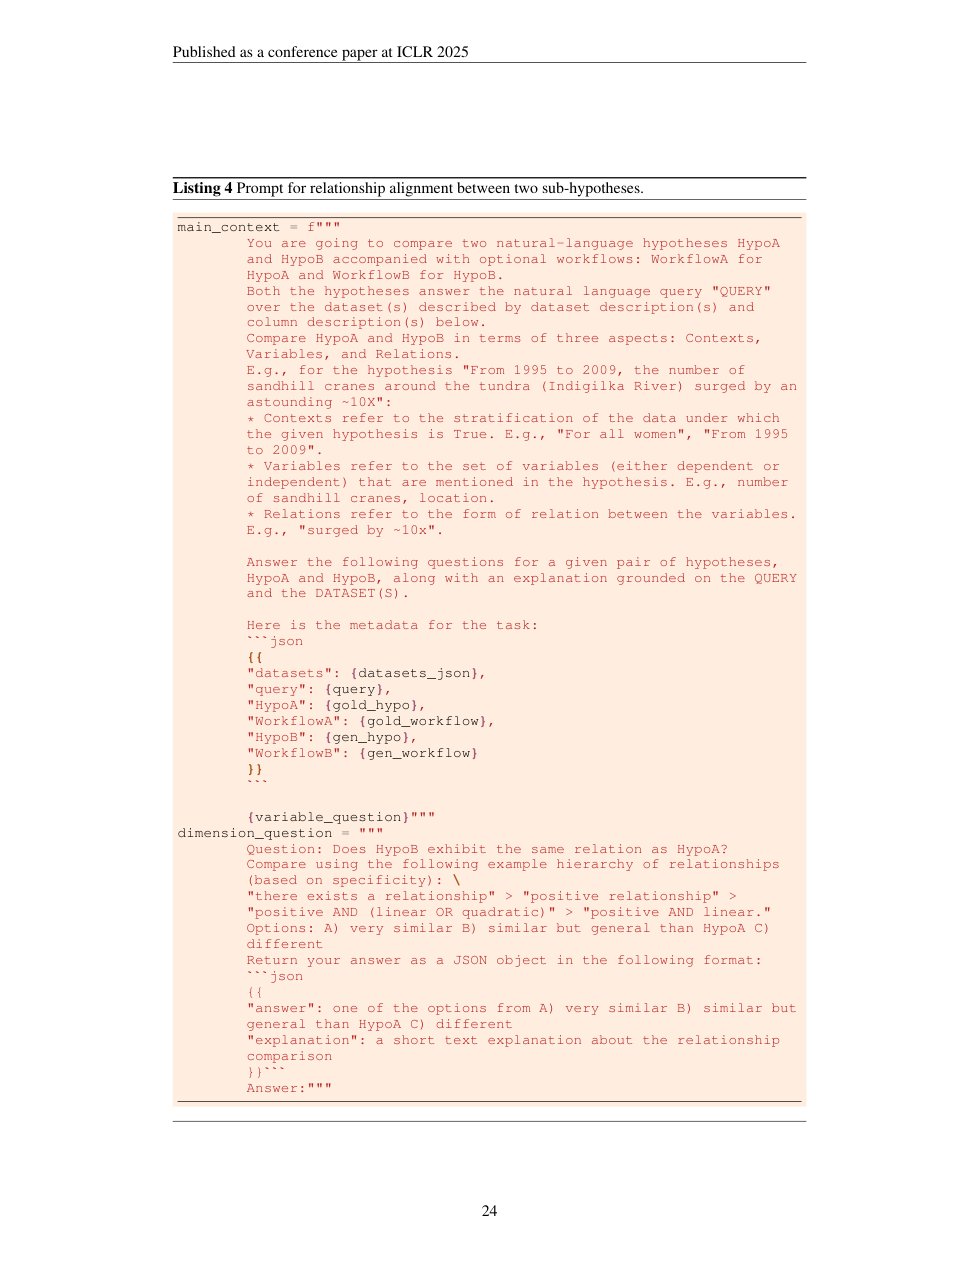 Published as a conference paper at ICLR 2025
Listing 4 Prompt for relationship alignment between two sub-hypotheses.
main_context = f"""
You are going to compare two natural-language hypotheses HypoA
and HypoB accompanied with optional workflows: WorkflowA for
HypoA and WorkflowB for HypoB.
Both the hypotheses answer the natural language query "QUERY"
over the dataset(s) described by dataset description(s) and
column description(s) below.
Compare HypoA and HypoB in terms of three aspects: Contexts,
Variables, and Relations.
E.g., for the hypothesis "From 1995 to 2009, the number of
sandhill cranes around the tundra (Indigilka River) surged by an
astounding ~10X":
* Contexts refer to the stratification of the data under which
the given hypothesis is True. E.g., "For all women", "From 1995
to 2009".
* Variables refer to the set of variables (either dependent or
independent) that are mentioned in the hypothesis. E.g., number
of sandhill cranes, location.
* Relations refer to the form of relation between the variables.
E.g., "surged by ~10x".
Answer the following questions for a given pair of hypotheses,
HypoA and HypoB, along with an explanation grounded on the QUERY
and the DATASET(S).
Here is the metadata for the task:
```json
{{
"datasets": {datasets_json},
"query": {query},
"HypoA": {gold_hypo},
"WorkflowA": {gold_workflow},
"HypoB": {gen_hypo},
"WorkflowB": {gen_workflow}
}}
```
{variable_question}"""
dimension_question = """
Question: Does HypoB exhibit the same relation as HypoA?
Compare using the following example hierarchy of relationships
(based on specificity): \
"there exists a relationship" > "positive relationship" >
"positive AND (linear OR quadratic)" > "positive AND linear."
Options: A) very similar B) similar but general than HypoA C)
different
Return your answer as a JSON object in the following format:
```json
{{
"answer": one of the options from A) very similar B) similar but
general than HypoA C) different
"explanation": a short text explanation about the relationship
comparison
}}```
Answer:"""
24